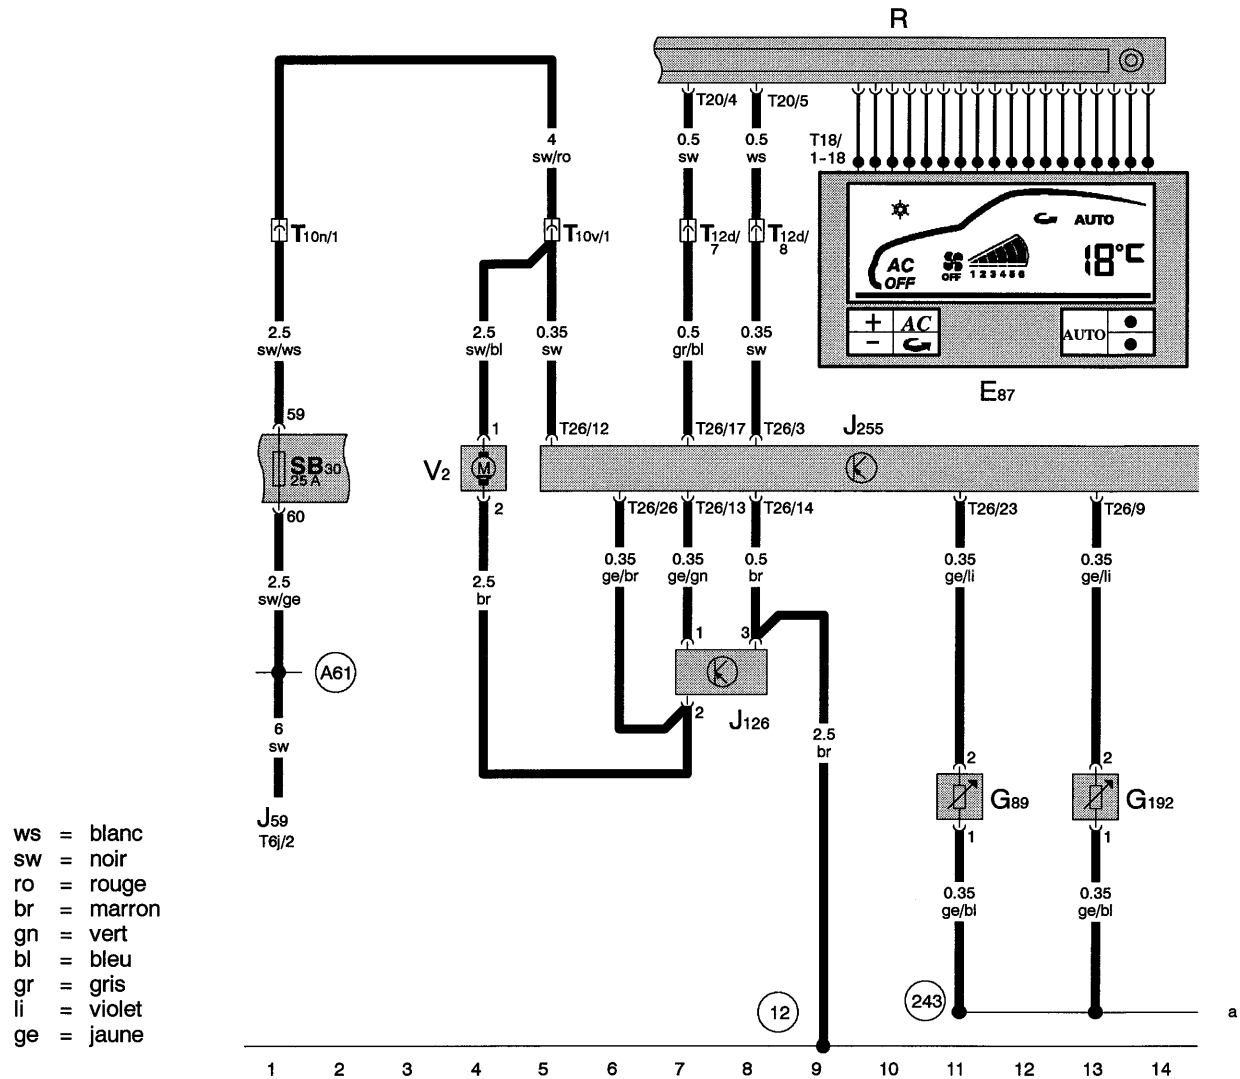 R
T20/4
T20/5
4
sw/ro
0.5
sw
0.5
ws
T18/
1-18
AUTO
AC
OFF
OFF
1 2 3 4 5 6
18°C
T10n/1
T10v/1
T12d/
7
T12d/
8
+
AC
-
AUTO
2.5
sw/ws
2.5
sw/bl
0.35
sw
0.5
gr/bl
0.35
sw
E87
59
1
T26/12
T26/17
T26/3
J255
SB30
25 A
V2
M
60
2
T26/26
T26/13
T26/14
T26/23
T26/9
2.5
sw/ge
2.5
br
0.35
ge/br
0.35
ge/gn
0.5
br
0.35
ge/li
0.35
ge/li
1
3
A61
2
J126
6
sw
2.5
br
2
G89
2
G192
J59
T6j/2
1
1
0.35
ge/bl
0.35
ge/bl
ws = blanc
sw = noir
ro = rouge
br = marron
gn = vert
bl = bleu
gr = gris
li = violet
ge = jaune
12
243
a
1 2 3 4 5 6 7 8 9 10 11 12 13 14